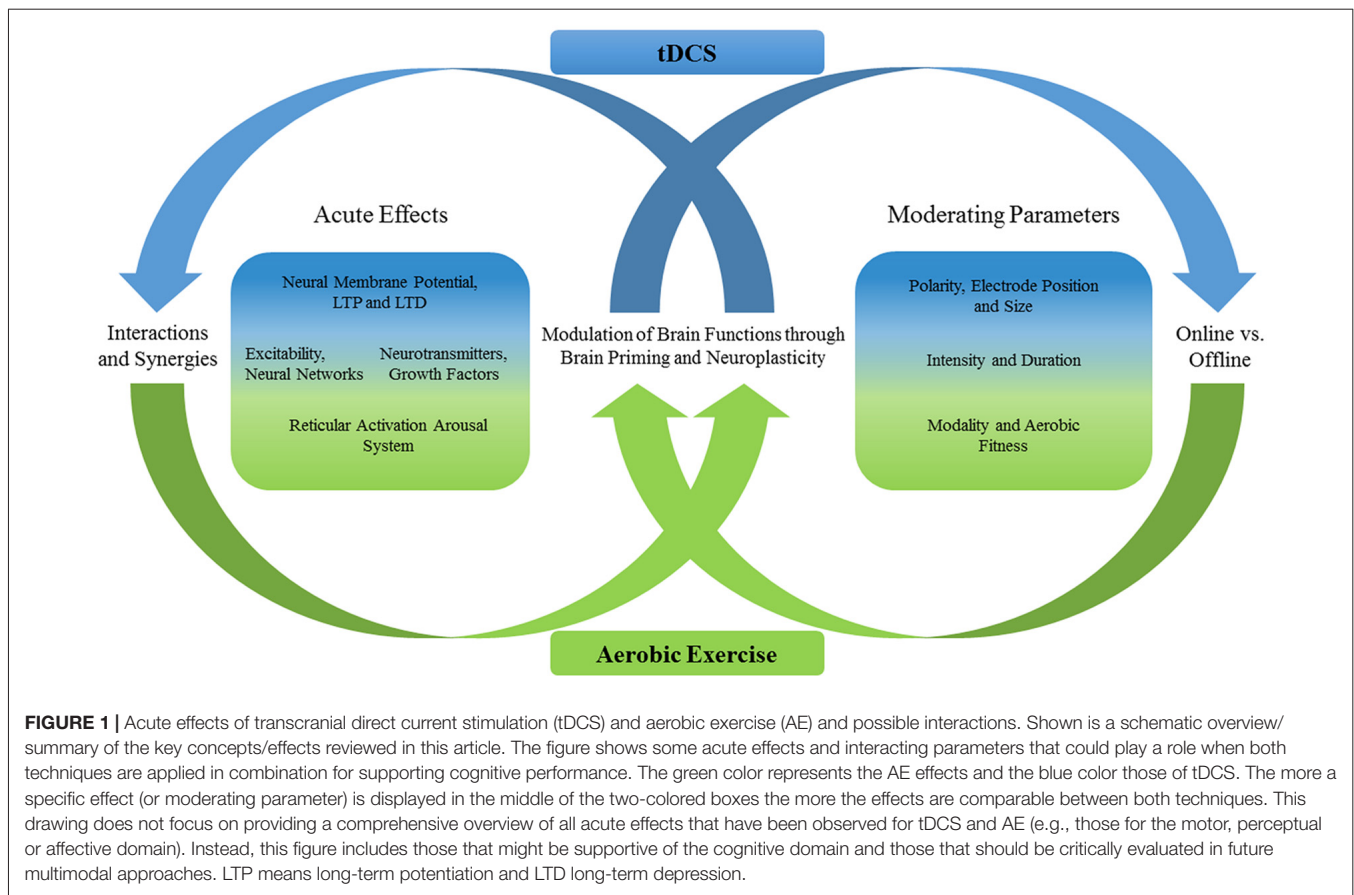 tDCS
Acute Effects
Moderating Parameters
Neural Membrane Potential,
LTP and LTD
Excitability,
Neural Networks
Neurotransmitters,
Growth Factors
Reticular Activation Arousal
System
Interactions
and Synergies
Modulation of Brain Functions through
Brain Priming and Neuroplasticity
Polarity, Electrode Position
and Size
Intensity and Duration
Modality and Aerobic
Fitness
Online vs.
Offline
Aerobic Exercise
FIGURE 1 | Acute effects of transcranial direct current stimulation (tDCS) and aerobic exercise (AE) and possible interactions. Shown is a schematic overview/
summary of the key concepts/effects reviewed in this article. The figure shows some acute effects and interacting parameters that could play a role when both
techniques are applied in combination for supporting cognitive performance. The green color represents the AE effects and the blue color those of tDCS. The more a
specific effect (or moderating parameter) is displayed in the middle of the two-colored boxes the more the effects are comparable between both techniques. This
drawing does not focus on providing a comprehensive overview of all acute effects that have been observed for tDCS and AE (e.g., those for the motor, perceptual
or affective domain). Instead, this figure includes those that might be supportive of the cognitive domain and those that should be critically evaluated in future
multimodal approaches. LTP means long-term potentiation and LTD long-term depression.